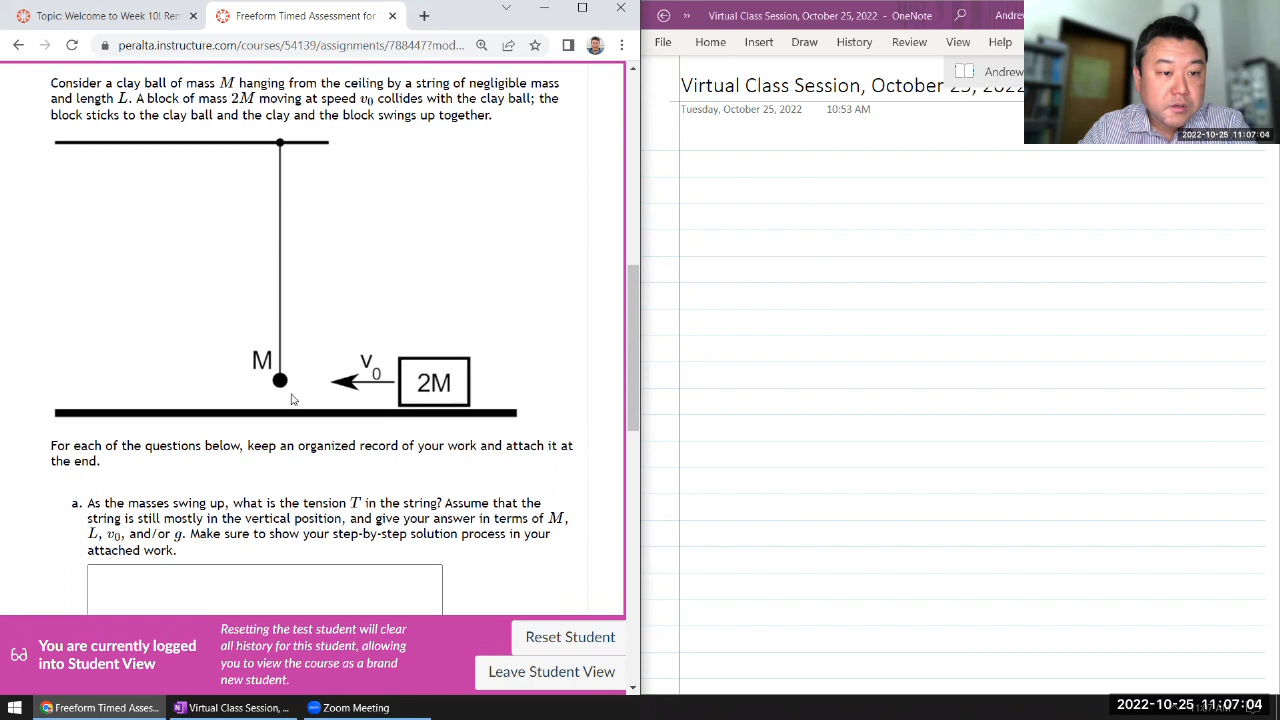 Topic: Welcome to Week 10! Rem
Freeform Timed Assessment for
peralta.instructure.com/courses/54139/assignments/788447?mod...
Consider a clay ball of mass M hanging from the ceiling by a string of negligible mass
and length L. A block of mass 2M moving at speed v0 collides with the clay ball; the
block sticks to the clay ball and the clay and the block swings up together.
M
v0
2M
For each of the questions below, keep an organized record of your work and attach it at
the end.
a. As the masses swing up, what is the tension T in the string? Assume that the
string is still mostly in the vertical position, and give your answer in terms of M,
L, v0, and/or g. Make sure to show your step-by-step solution process in your
attached work.
You are currently logged
into Student View
Resetting the test student will clear
all history for this student, allowing
you to view the course as a brand
new student.
Reset Student
Leave Student View
Virtual Class Session, October 25, 2022 - OneNote
Andrew
File Home Insert Draw History Review View Help
Andrew
Virtual Class Session, October 25, 2022
Tuesday, October 25, 2022 10:53 AM
2022-10-25 11:07:04
Freeform Timed Asses...
Virtual Class Session, ...
Zoom Meeting
2022-10-25 11:07:04